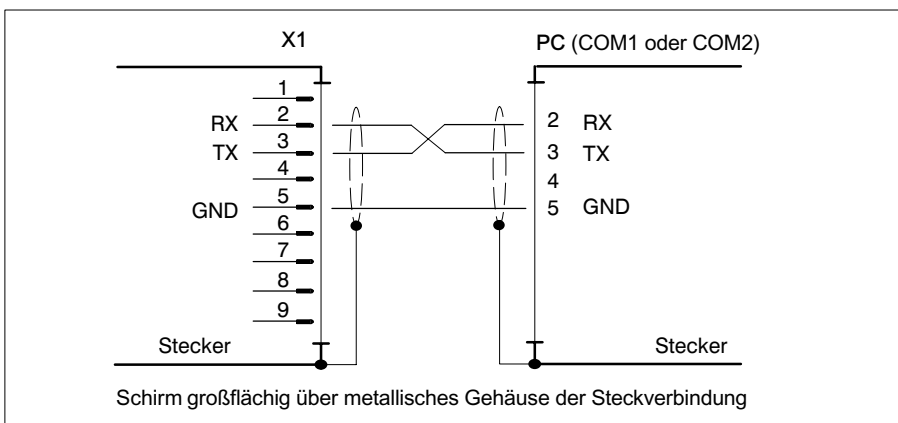 X1 PC (COM1 oder COM2)
1
RX 2 2 RX
TX 3 3 TX
4 4
GND 5 5 GND
6
7
8
9
Stecker Stecker
Schirm großflächig über metallisches Gehäuse der Steckverbindung